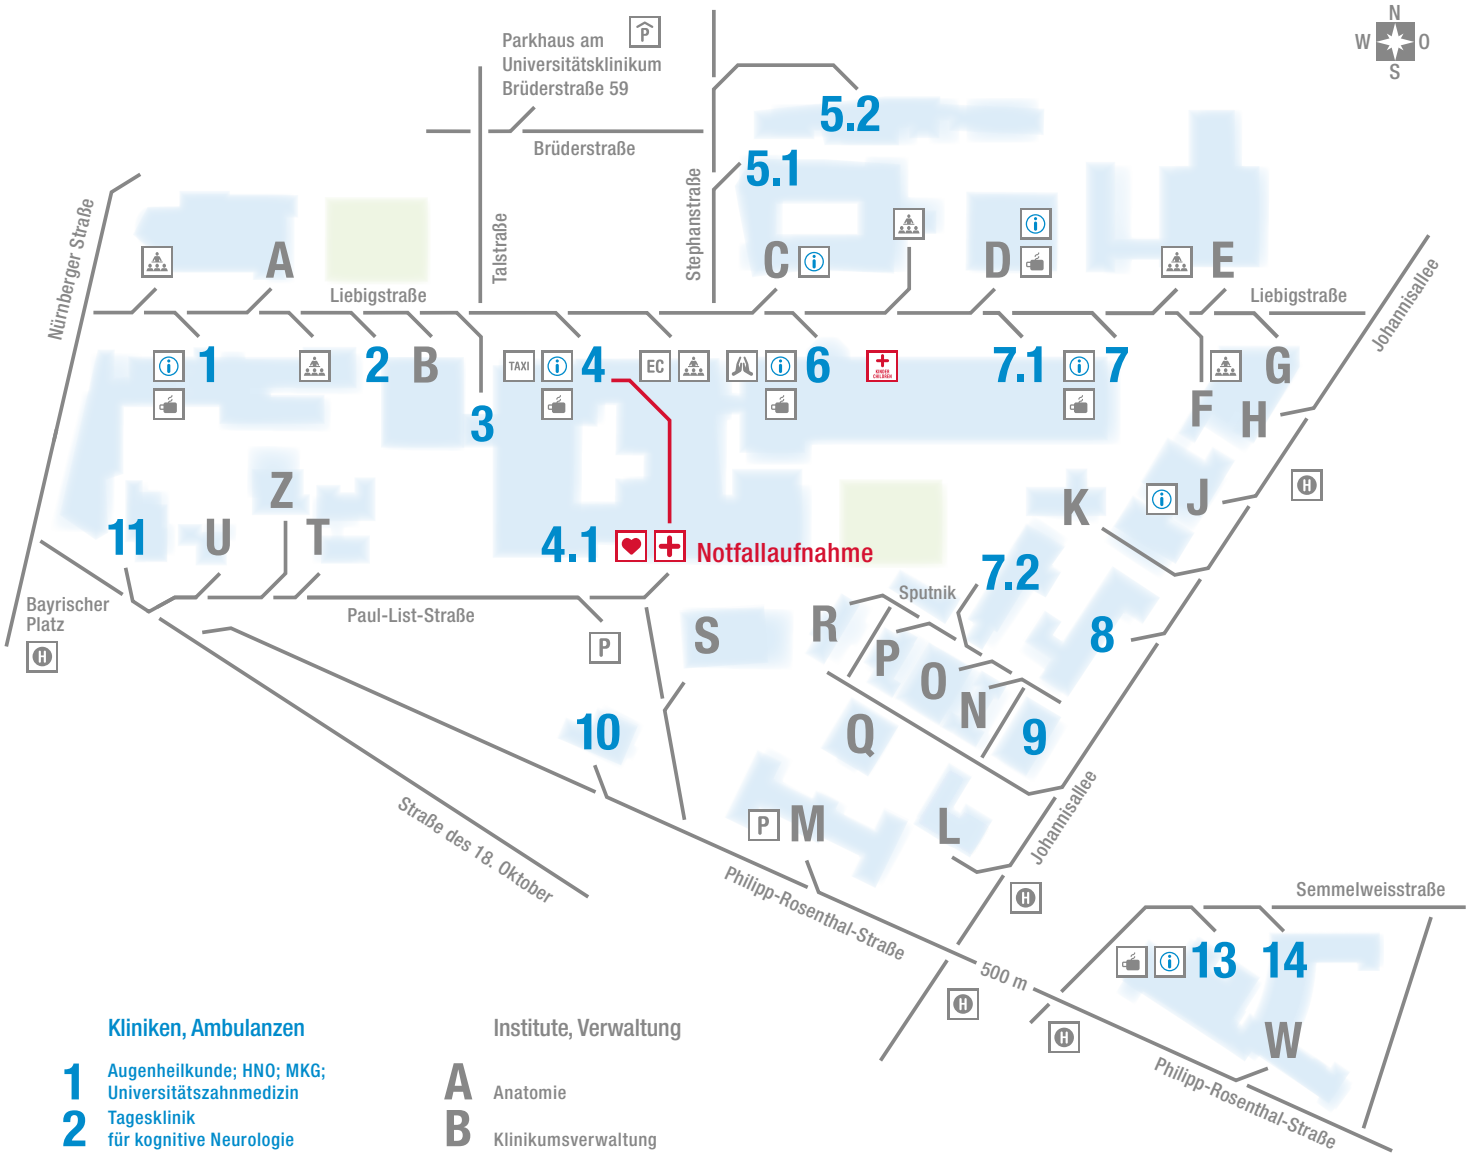 N
W
O
S
P
Parkhaus am
Universitätsklinikum
Brüderstraße 59
5.2
Brüderstraße
5.1
Nürnberger Straße
Talstraße
Stephanstraße
A
C
D
E
Liebigstraße
Liebigstraße
Johannisallee
1
2
B
TAXI
4
EC
6
KINDER
CHILDREN
7.1
7
G
3
F
H
Z
K
J
H
11
U
T
4.1
Notfallaufnahme
7.2
Bayrischer
Platz
H
Paul-List-Straße
Sputnik
P
S
R
P
O
N
8
10
Q
9
Straße des 18. Oktober
P
M
L
Johannisallee
Philipp-Rosenthal-Straße
H
Semmelweisstraße
13
14
500 m
H
H
W
Philipp-Rosenthal-Straße
Kliniken, Ambulanzen
1
Augenheilkunde; HNO; MKG;
Universitätszahnmedizin
2
Tagesklinik
für kognitive Neurologie
Institute, Verwaltung
A
Anatomie
B
Klinikumsverwaltung